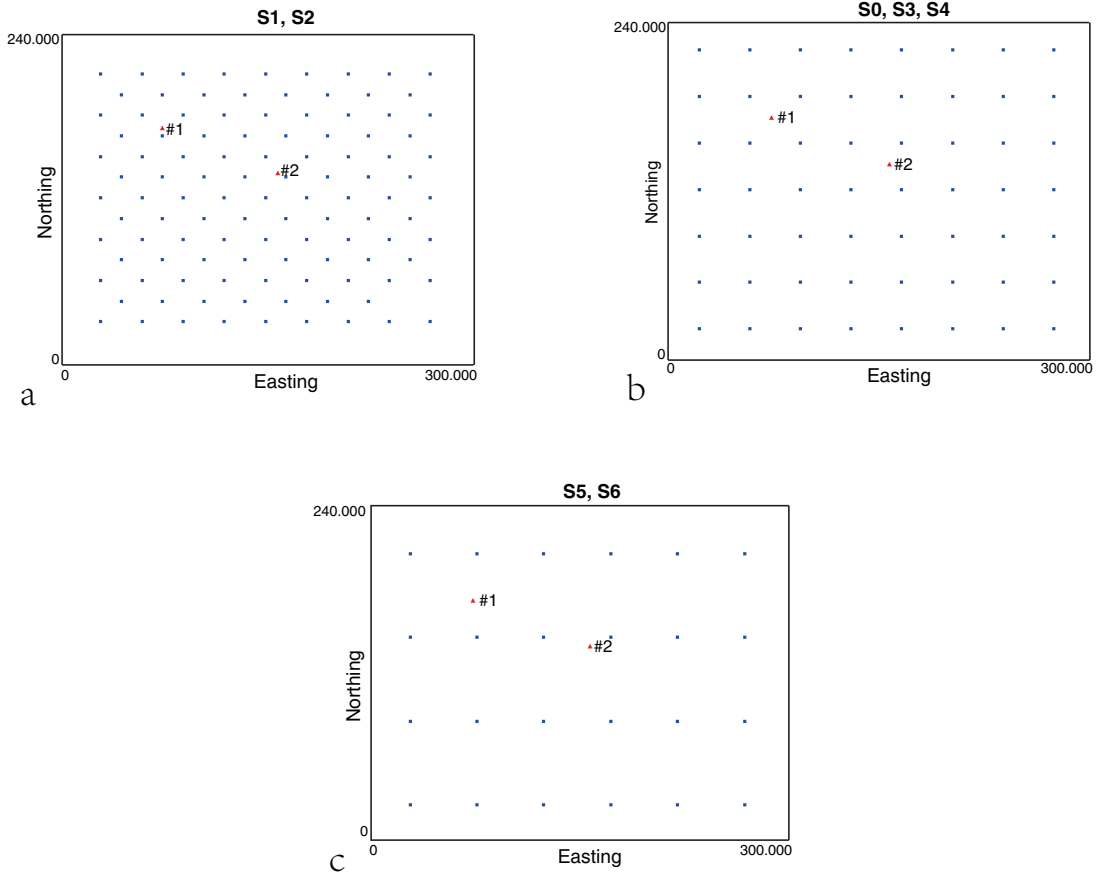 S1, S2
240.000
#1
#2
Northing
0
0
300.000
Easting
a
S0, S3, S4
240.000
#1
#2
Northing
0
0
300.000
Easting
b
S5, S6
240.000
#1
#2
Northing
0
0
300.000
Easting
c